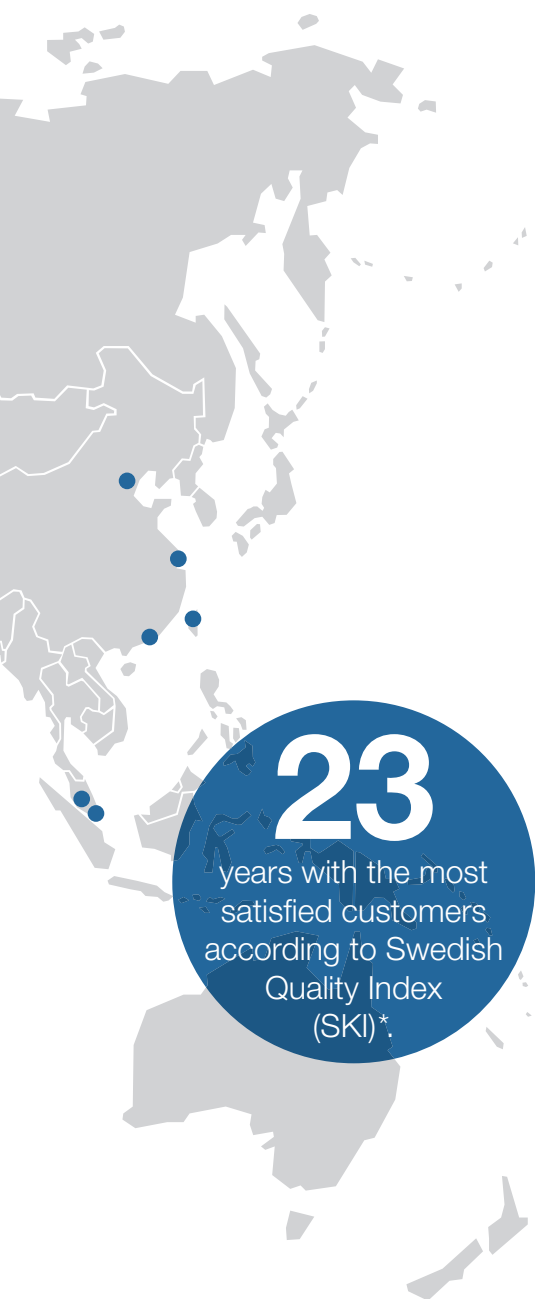 23
years with the most
satisfied customers
according to Swedish
Quality Index
(SKI)*.